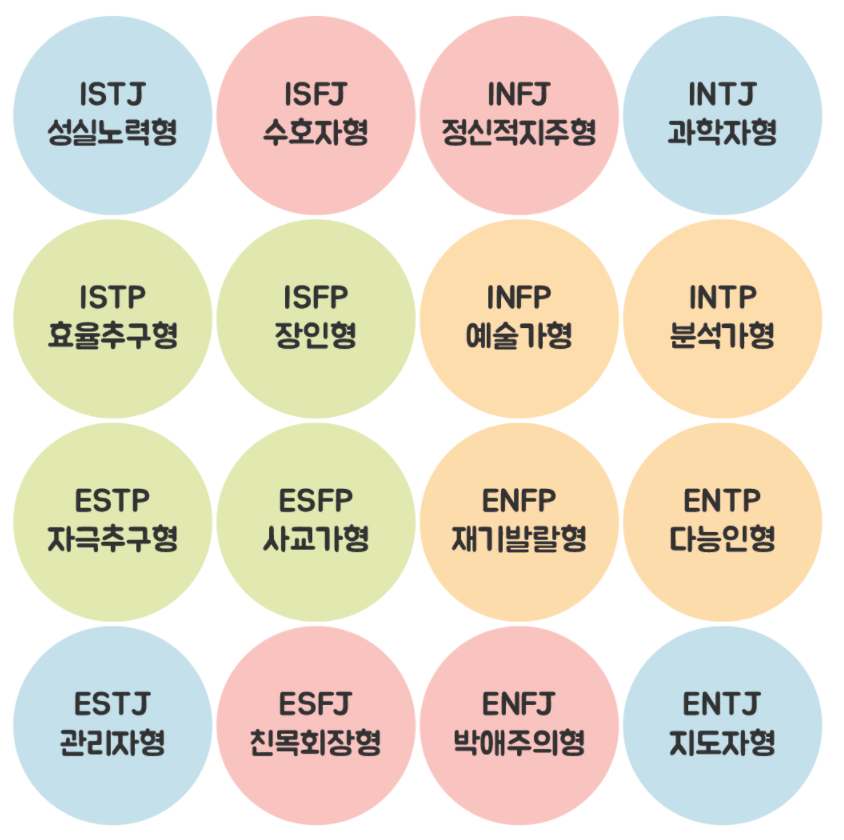 ISTJ
성실노력형
ISFJ
수호자형
INFJ
정신적지주형
INTJ
과학자형
ISTP
효율추구형
ISFP
장인형
INFP
예술가형
INTP
분석가형
ESTP
자극추구형
ESFP
사교가형
ENFP
재기발랄형
ENTP
다능인형
ESTJ
관리자형
ESFJ
친목회장형
ENFJ
박애주의형
ENTJ
지도자형